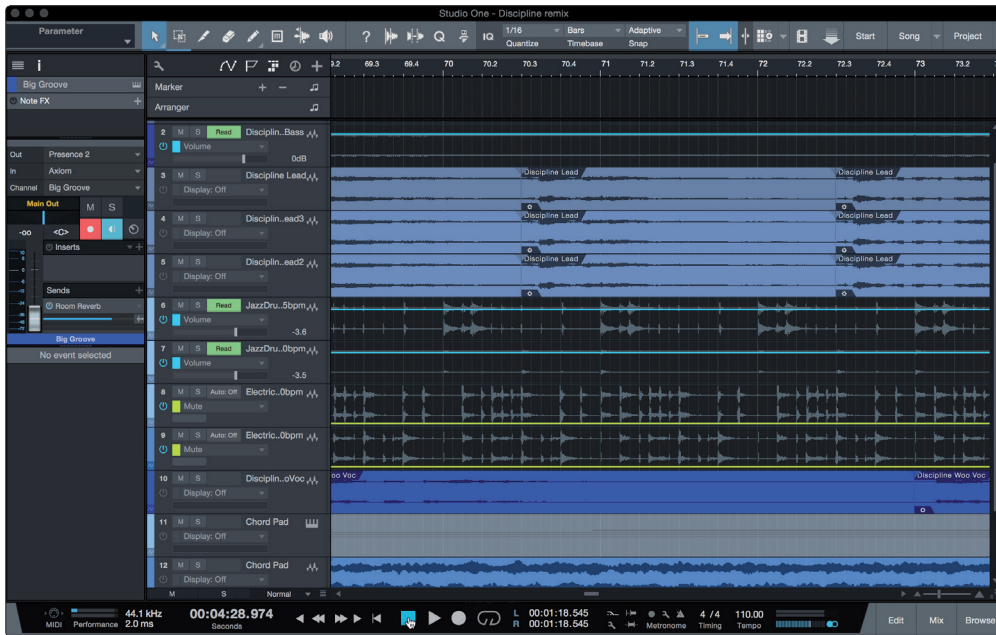 Studio One - Discipline remix
Parameter
1/16
Quantize
Bars
Timebase
Adaptive
Snap
IQ
Start
Song
Project
9.2 69.3 69.4 70 70.2 70.3 70.4 71 71.2 71.3 71.4 72 72.2 72.3 72.4 73 73.2
Big Groove
Note FX
Marker
Arranger
Out Presence 2
In Axiom
Channel Big Groove
Main Out M S
-oo <C>
Inserts
Sends
Room Reverb
Big Groove
No event selected
2 M S Read Disciplin..Bass
Volume
0dB
3 M S Discipline Lead
Display: Off
Discipline Lead
Discipline Lead
4 M S Disciplin..ead3
Display: Off
Discipline Lead
Discipline Lead
5 M S Disciplin..ead2
Display: Off
Discipline Lead
Discipline Lead
6 M S Read JazzDru..5bpm
Volume
-3.6
7 M S Read JazzDru..0bpm
Volume
-3.5
8 M S Auto: Off Electric..0bpm
Mute
9 M S Auto: Off Electric..0bpm
Mute
10 M S Disciplin..oVoc
Display: Off
oo Voc
Discipline Woo Voc
11 M S Chord Pad
Display: Off
12 M S Chord Pad
Display: Off
M S Normal
MIDI
Performance
44.1 kHz
2.0 ms
00:04:28.974
Seconds
L 00:01:18.545
R 00:01:18.545
Metronome
4 / 4
Timing
110.00
Tempo
Edit
Mix
Browse